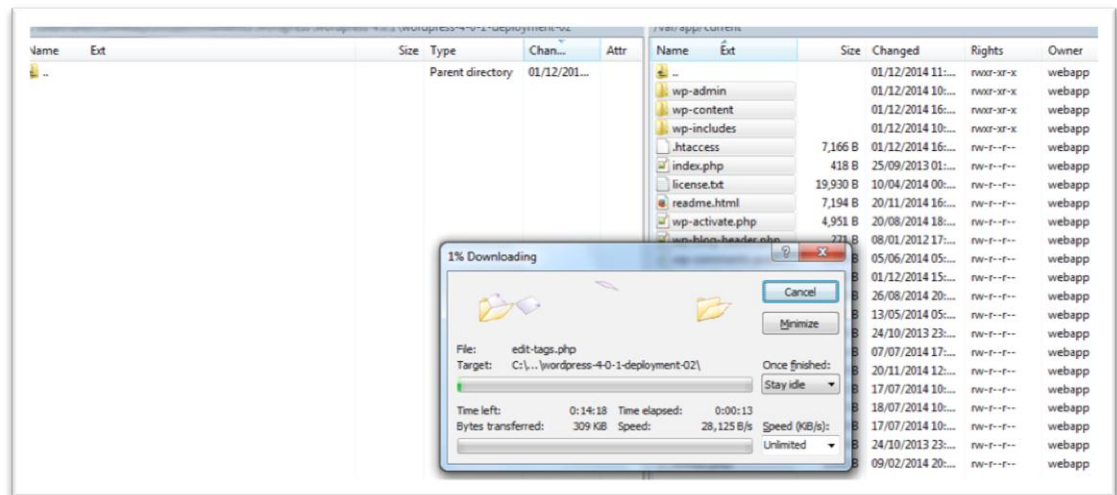 /var/app/current
Name Ext Size Type Chan... Attr Name Ext Size Changed Rights Owner
.. Parent directory 01/12/201... .. 01/12/2014 11:... rwxr-xr-x webapp
wp-admin 01/12/2014 10:... rwxr-xr-x webapp
wp-content 01/12/2014 16:... rwxr-xr-x webapp
wp-includes 01/12/2014 10:... rwxr-xr-x webapp
.htaccess 7,166 B 01/12/2014 16:... rw-r--r-- webapp
index.php 418 B 25/09/2013 01:... rw-r--r-- webapp
license.txt 19,930 B 10/04/2014 00:... rw-r--r-- webapp
readme.html 7,194 B 20/11/2014 16:... rw-r--r-- webapp
wp-activate.php 4,951 B 20/08/2014 18:... rw-r--r-- webapp
wp-blog-header.php 271 B 08/01/2012 17:... rw-r--r-- webapp
B 05/06/2014 05:... rw-r--r-- webapp
B 01/12/2014 15:... rw-r--r-- webapp
B 26/08/2014 20:... rw-r--r-- webapp
B 13/05/2014 05:... rw-r--r-- webapp
B 24/10/2013 23:... rw-r--r-- webapp
B 07/07/2014 17:... rw-r--r-- webapp
B 20/11/2014 12:... rw-r--r-- webapp
B 17/07/2014 10:... rw-r--r-- webapp
B 18/07/2014 10:... rw-r--r-- webapp
B 17/07/2014 10:... rw-r--r-- webapp
B 24/10/2013 23:... rw-r--r-- webapp
B 09/02/2014 20:... rw-r--r-- webapp
1% Downloading
Cancel
Minimize
File: edit-tags.php
Target: C:\...\wordpress-4-0-1-deployment-02\ Once finished:
Stay idle
Time left: 0:14:18 Time elapsed: 0:00:13
Bytes transferred: 309 KiB Speed: 28,125 B/s Speed (KiB/s):
Unlimited